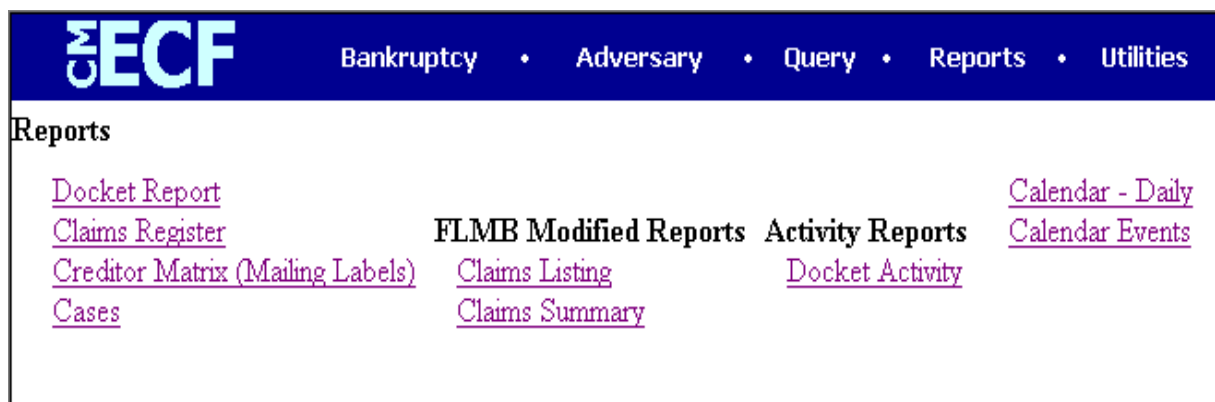 CM ECF Bankruptcy • Adversary • Query • Reports • Utilities
Reports
Docket Report
Claims Register
Creditor Matrix (Mailing Labels)
Cases
FLMB Modified Reports
Claims Listing
Claims Summary
Activity Reports
Docket Activity
Calendar - Daily
Calendar Events